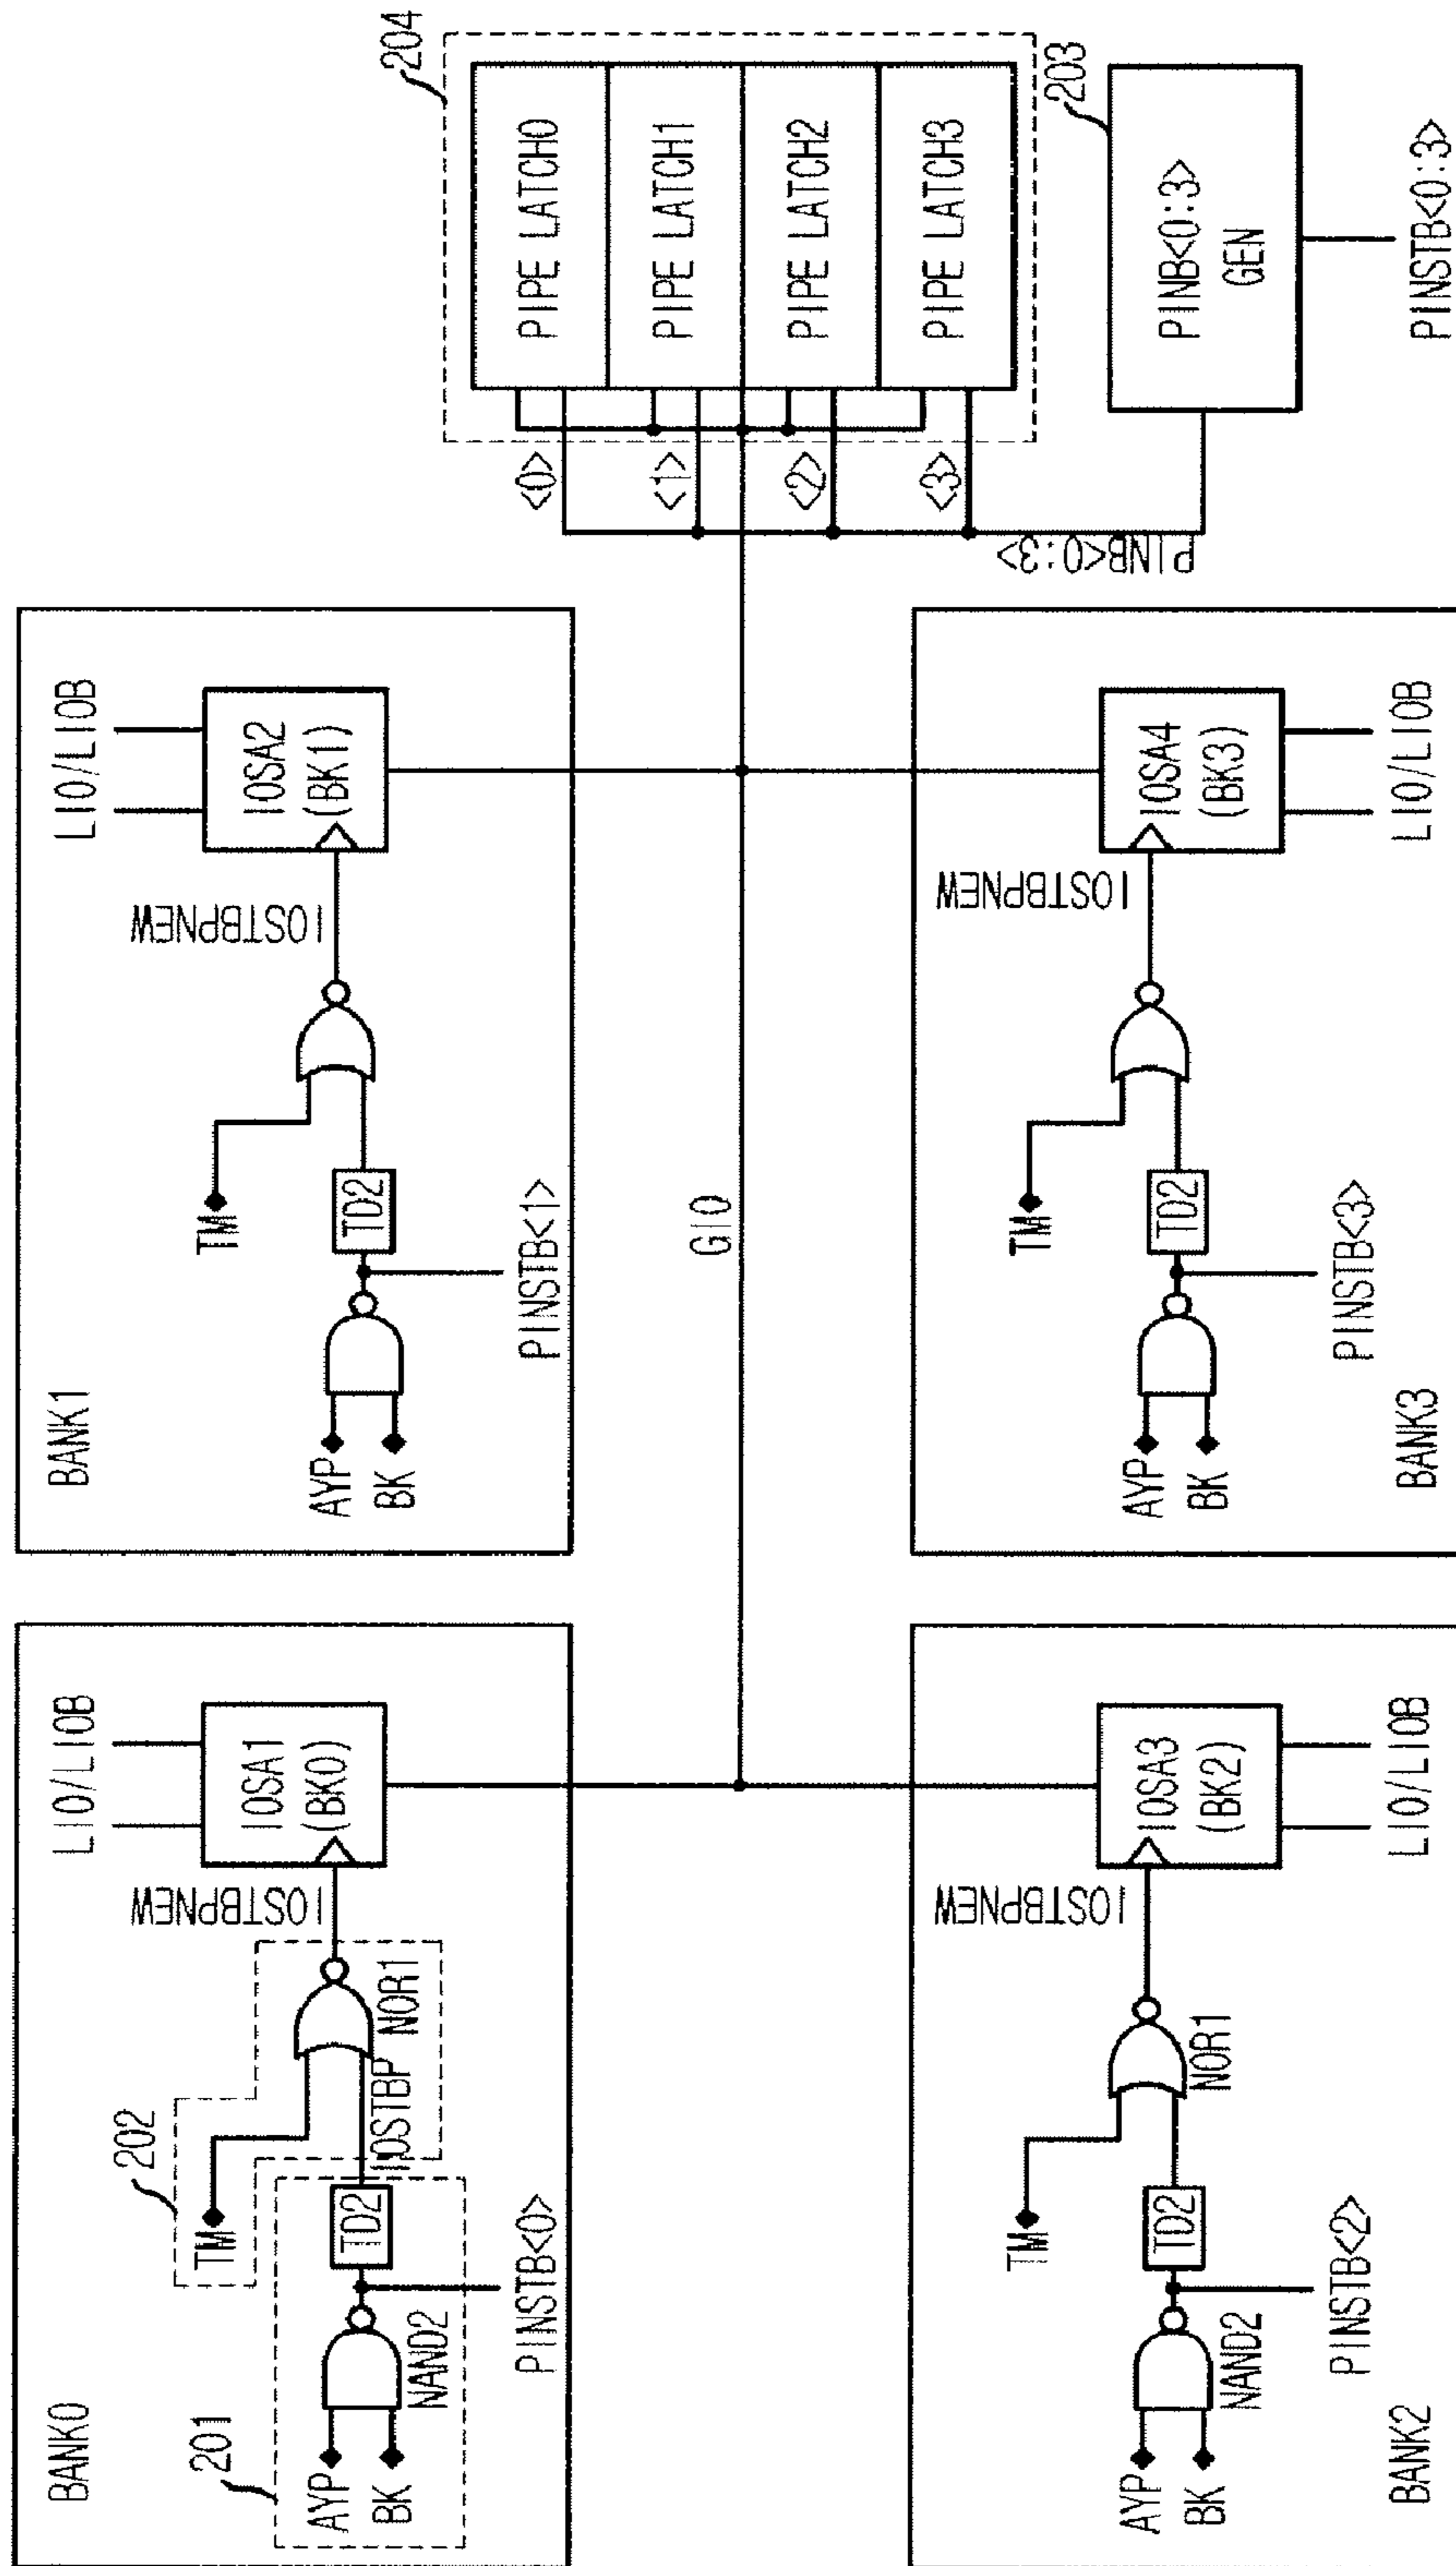 BANK0
201
AYP
BK
NAND2
TD2
PINSTB<0>
202
TM
IOSTBP
NOR1
IOSTBPNEW
IOSA1
(BK0)
LIO/LIOB
BANK1
AYP
BK
TD2
PINSTB<1>
TM
IOSTBPNEW
IOSA2
(BK1)
LIO/LIOB
GIO
BANK2
AYP
BK
NAND2
TD2
PINSTB<2>
TM
NOR1
IOSTBPNEW
IOSA3
(BK2)
LIO/LIOB
BANK3
AYP
BK
TD2
PINSTB<3>
TM
IOSTBPNEW
IOSA4
(BK3)
LIO/LIOB
204
<0>
<1>
<2>
<3>
PIPE LATCH0
PIPE LATCH1
PIPE LATCH2
PIPE LATCH3
PINB<0:3>
203
PINB<0:3>
GEN
PINSTB<0:3>